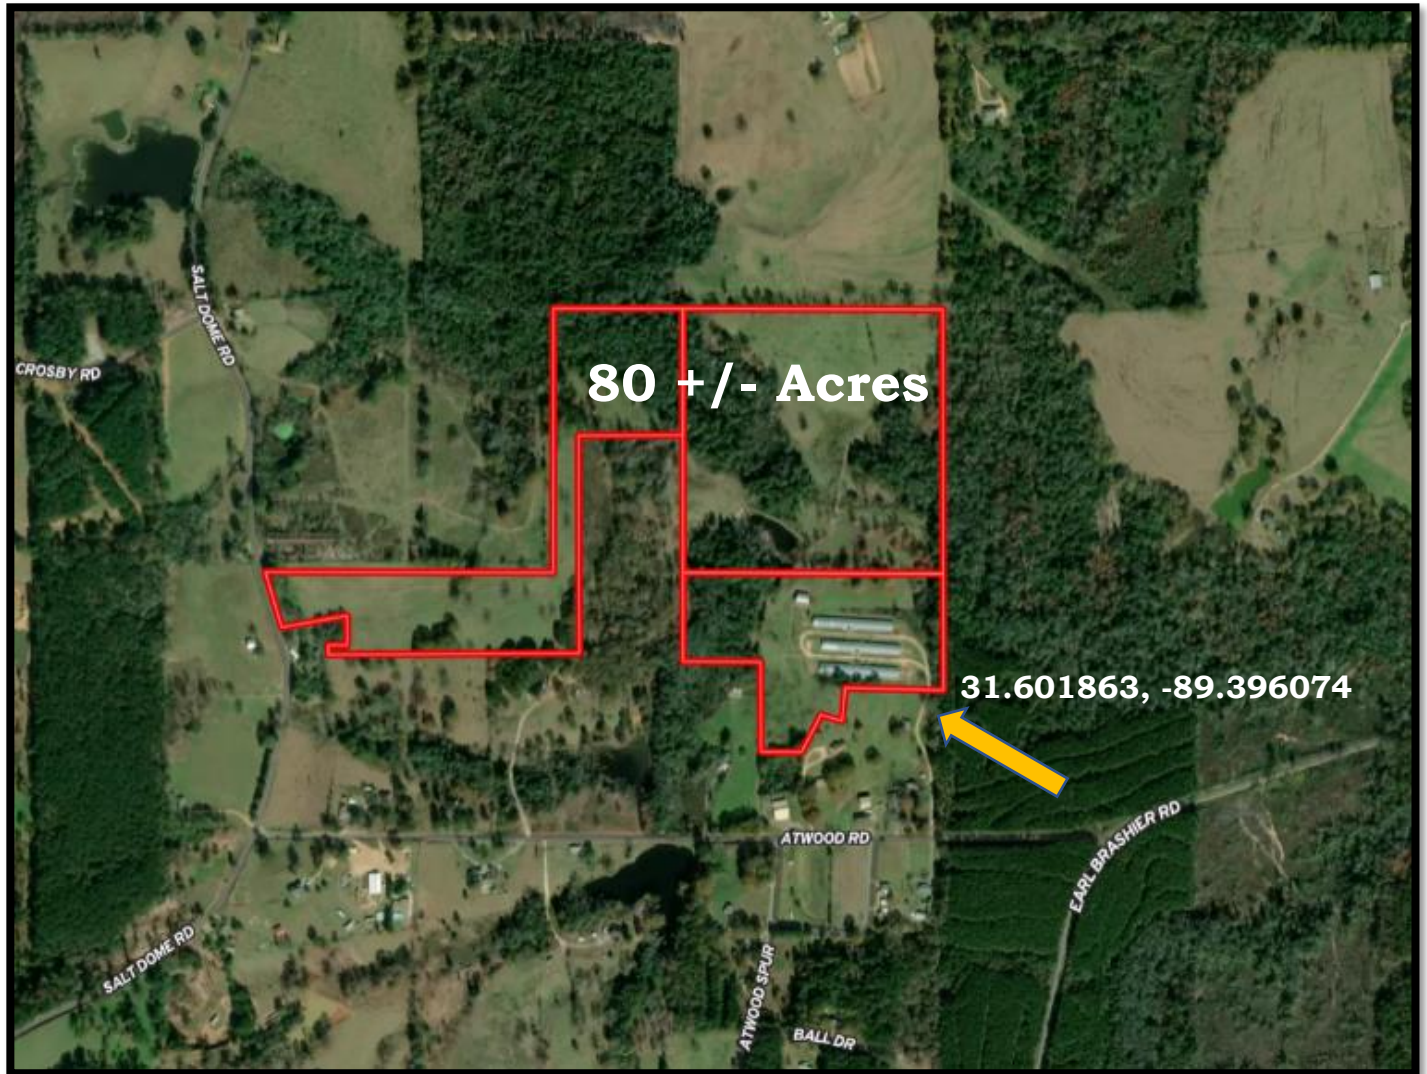 SALT DOME RD
CROSBY RD
80 +/- Acres
31.601863, -89.396074
ATWOOD RD
EARL BRASHIER RD
SALT DOME RD
ATWOOD SPUR
BALL DR